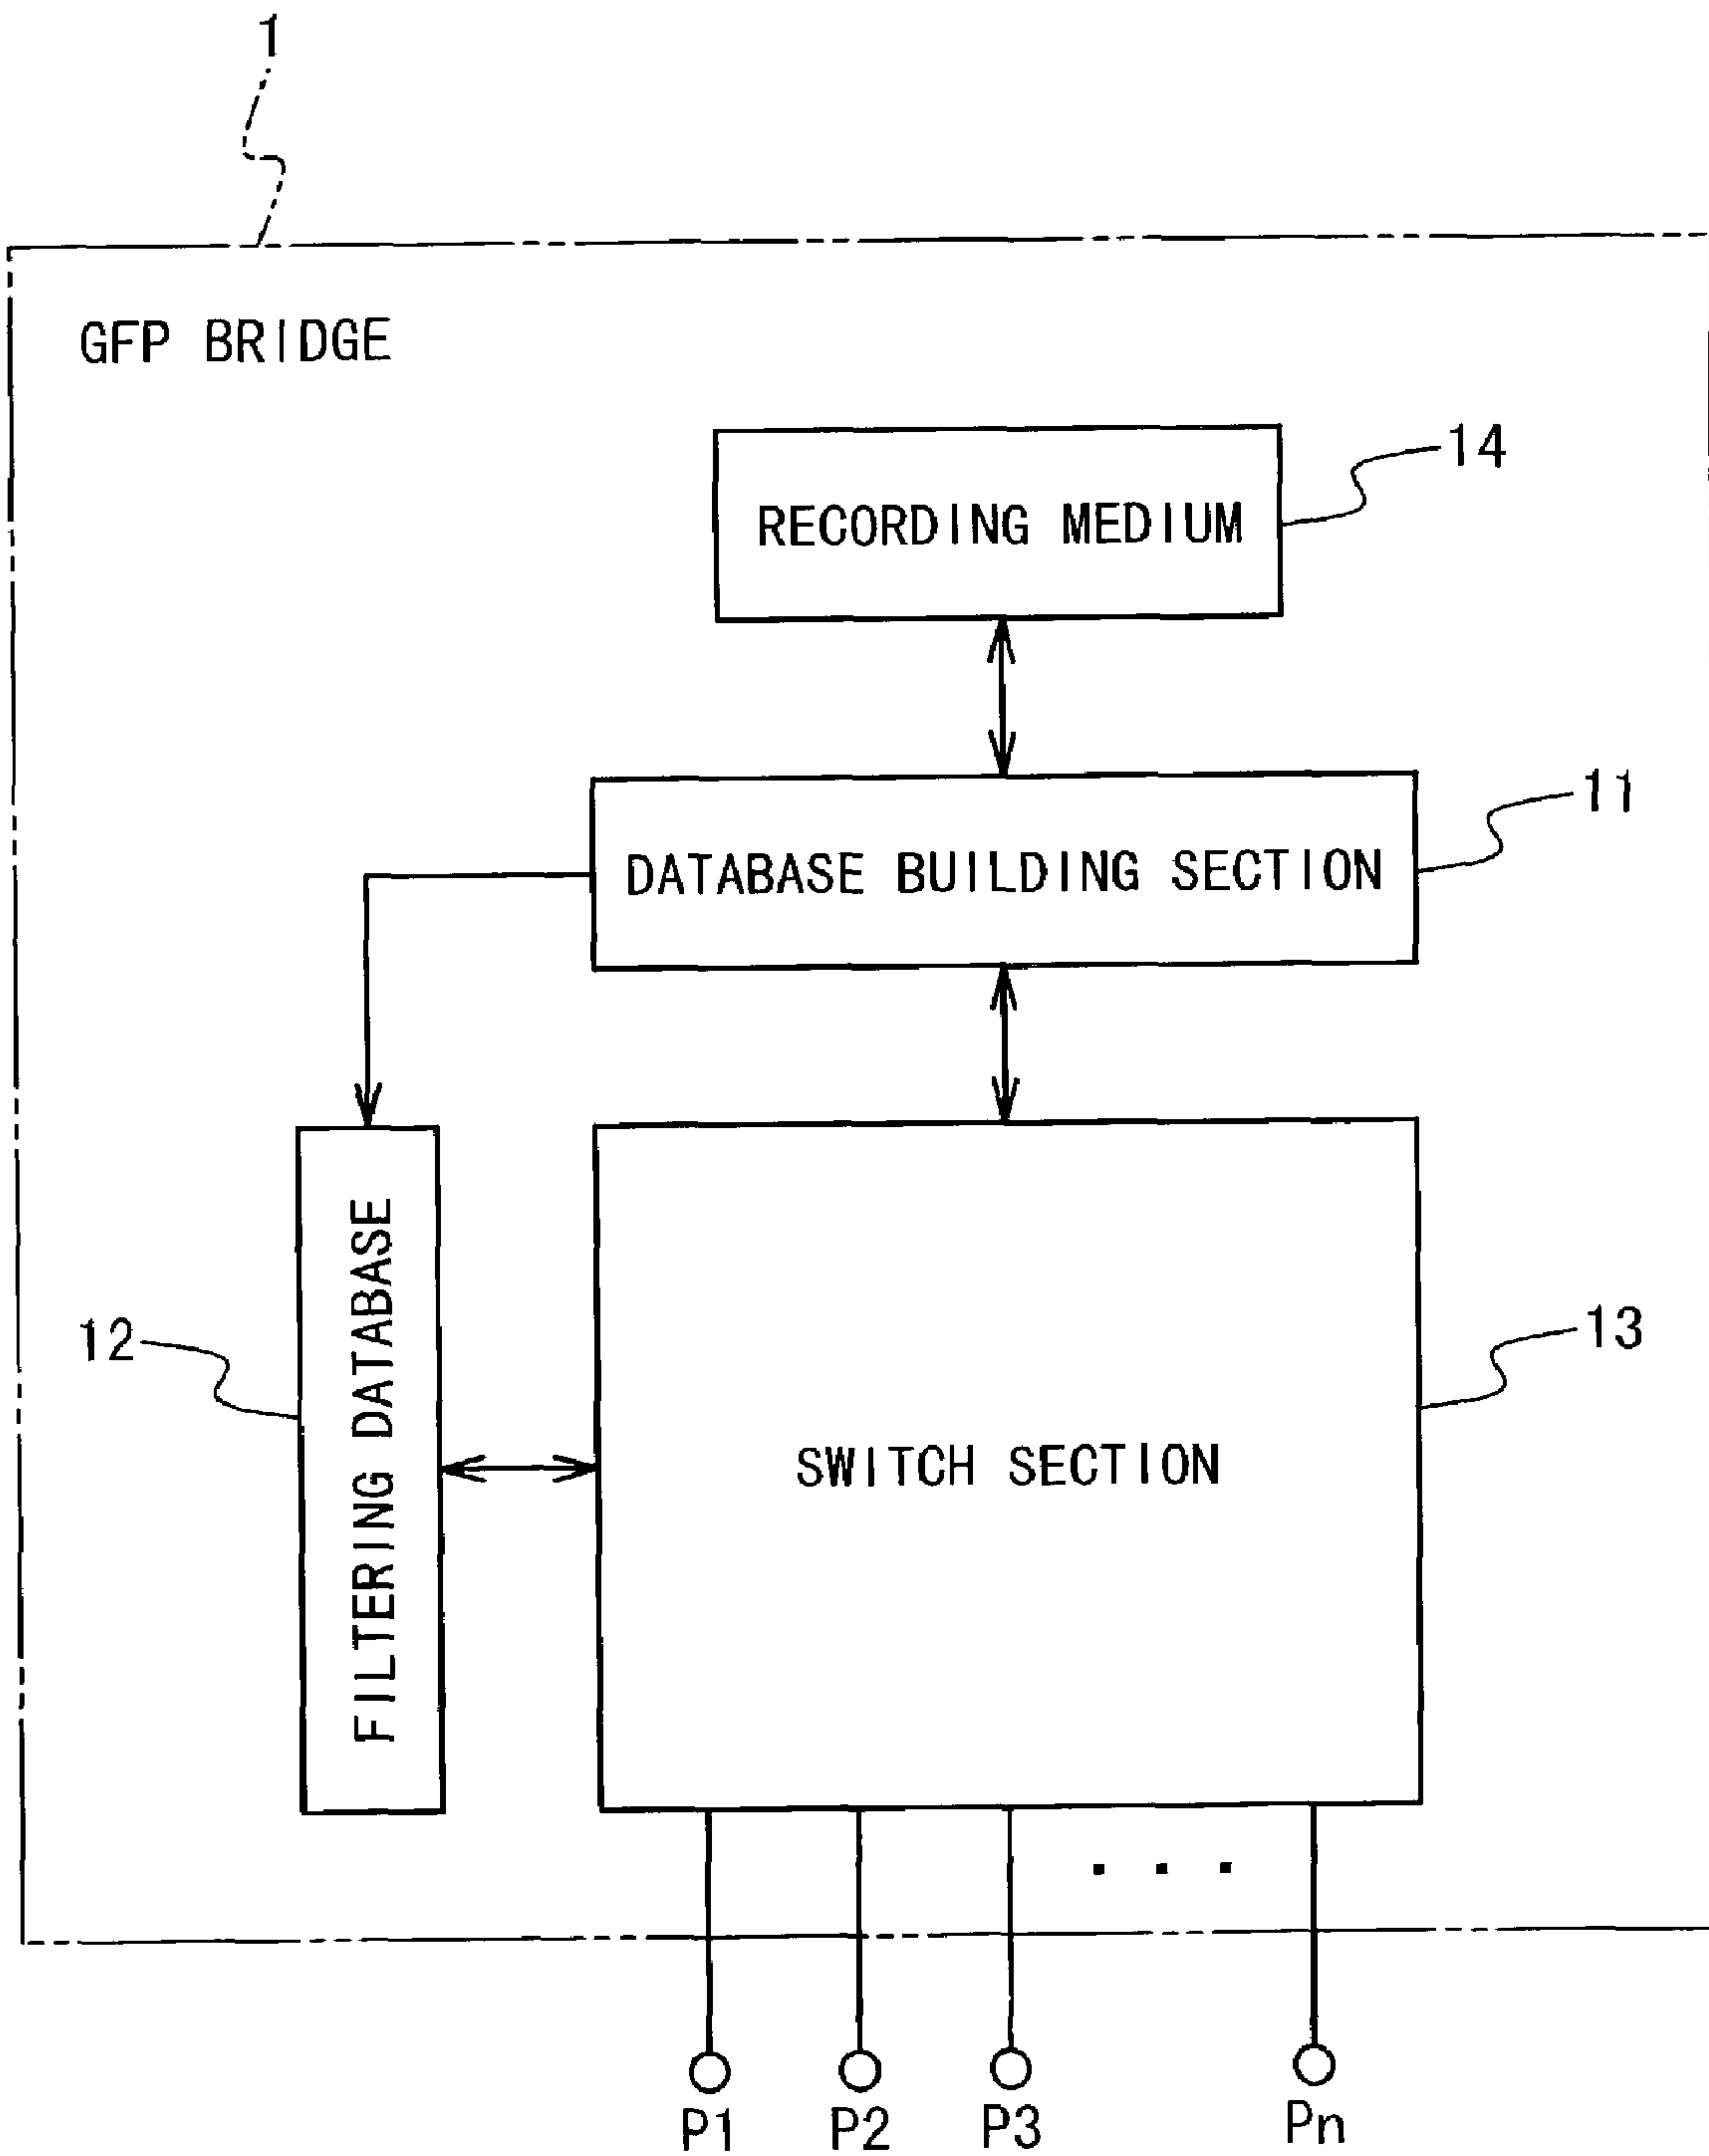 1
GFP BRIDGE
14
RECORDING MEDIUM
11
DATABASE BUILDING SECTION
12
FILTERING DATABASE
13
SWITCH SECTION
. . .
P1 P2 P3 Pn